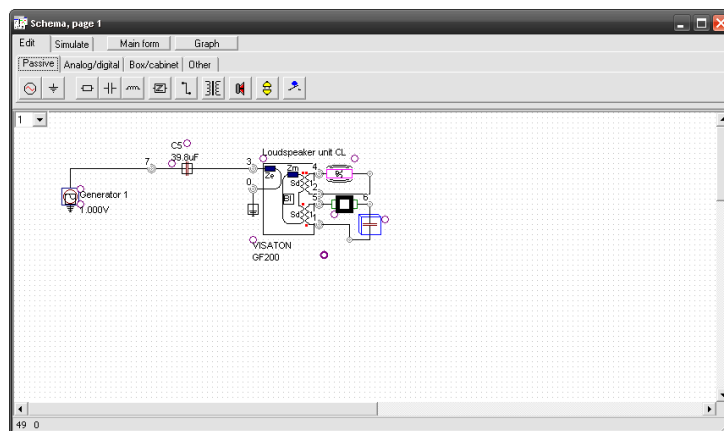 Schema, page 1
Edit Simulate Main form Graph
Passive Analog/digital Box/cabinet Other
1
C5
39.8uF
7
3
Loudspeaker unit CL
4
Ze
Zm
Sd
1
0
2
Bl
5
6
Sd
1
1
Generator 1
1.000V
VISATON
GF200
49 0